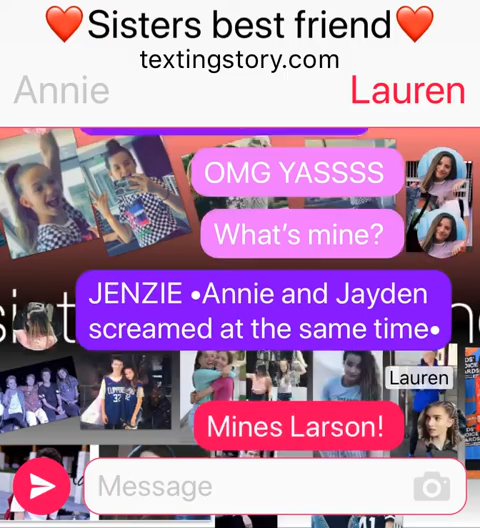 ❤️Sisters best friend❤️
textingstory.com
Annie Lauren
OMG YASSSS
What's mine?
JENZIE •Annie and Jayden
screamed at the same time•
Lauren
Mines Larson!
Message